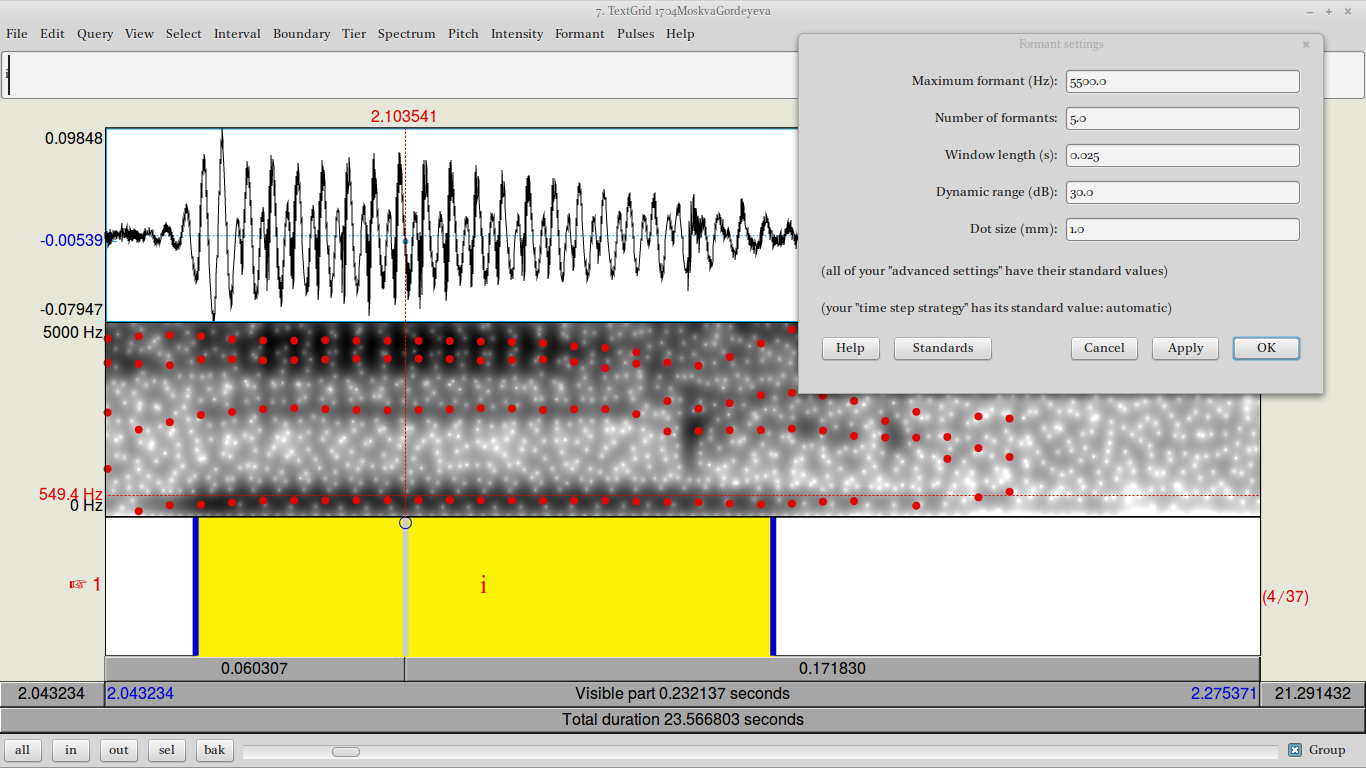 7. TextGrid 1704MoskvaGordeyeva
File Edit Query View Select Interval Boundary Tier Spectrum Pitch Intensity Formant Pulses Help
i
Formant settings
Maximum formant (Hz): 5500.0
Number of formants: 5.0
Window length (s): 0.025
Dynamic range (dB): 30.0
Dot size (mm): 1.0
(all of your "advanced settings" have their standard values)
(your "time step strategy" has its standard value: automatic)
Help Standards Cancel Apply OK
2.103541
0.09848
-0.00539
-0.07947
5000 Hz
549.4 Hz
0 Hz
☞ 1
i
(4/37)
0.060307 0.171830
2.043234 2.043234 Visible part 0.232137 seconds 2.275371 21.291432
Total duration 23.566803 seconds
all in out sel bak Group